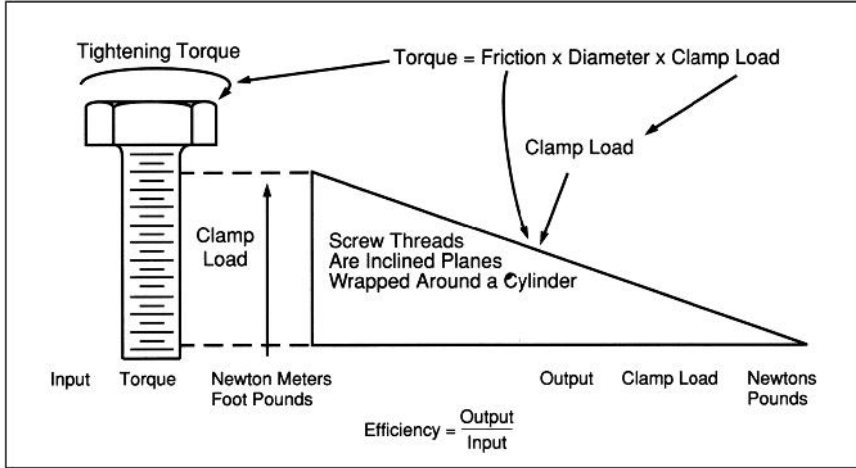 Tightening Torque
Torque = Friction x Diameter x Clamp Load
Clamp Load
Clamp
Load
Screw Threads
Are Inclined Planes
Wrapped Around a Cylinder
Input Torque Newton Meters
Foot Pounds
Output Clamp Load Newtons
Pounds
Efficiency = Output
Input